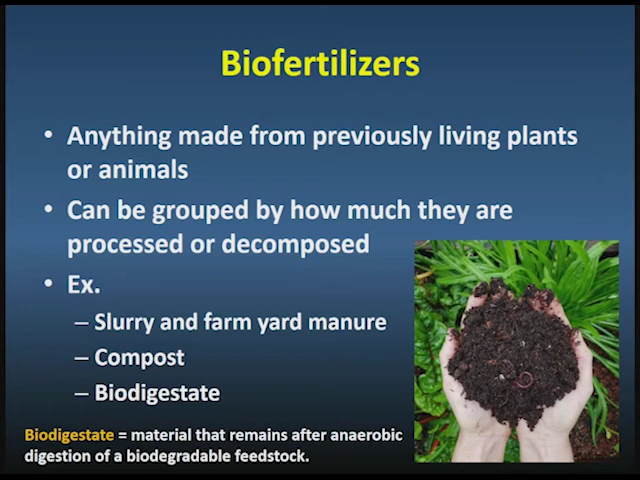 Biofertilizers
• Anything made from previously living plants
or animals
• Can be grouped by how much they are
processed or decomposed
• Ex.
– Slurry and farm yard manure
– Compost
– Biodigestate
Biodigestate = material that remains after anaerobic
digestion of a biodegradable feedstock.